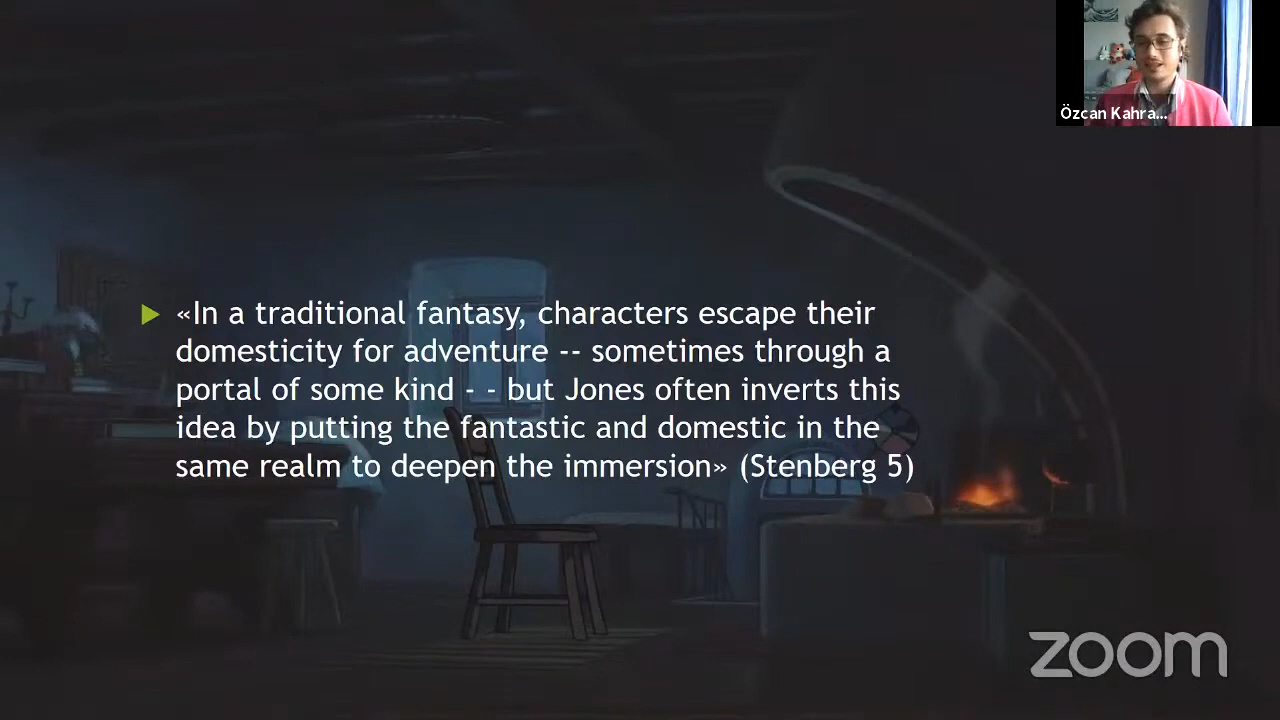 Özcan Kahra...
«In a traditional fantasy, characters escape their
domesticity for adventure -- sometimes through a
portal of some kind - - but Jones often inverts this
idea by putting the fantastic and domestic in the
same realm to deepen the immersion» (Stenberg 5)
zoom